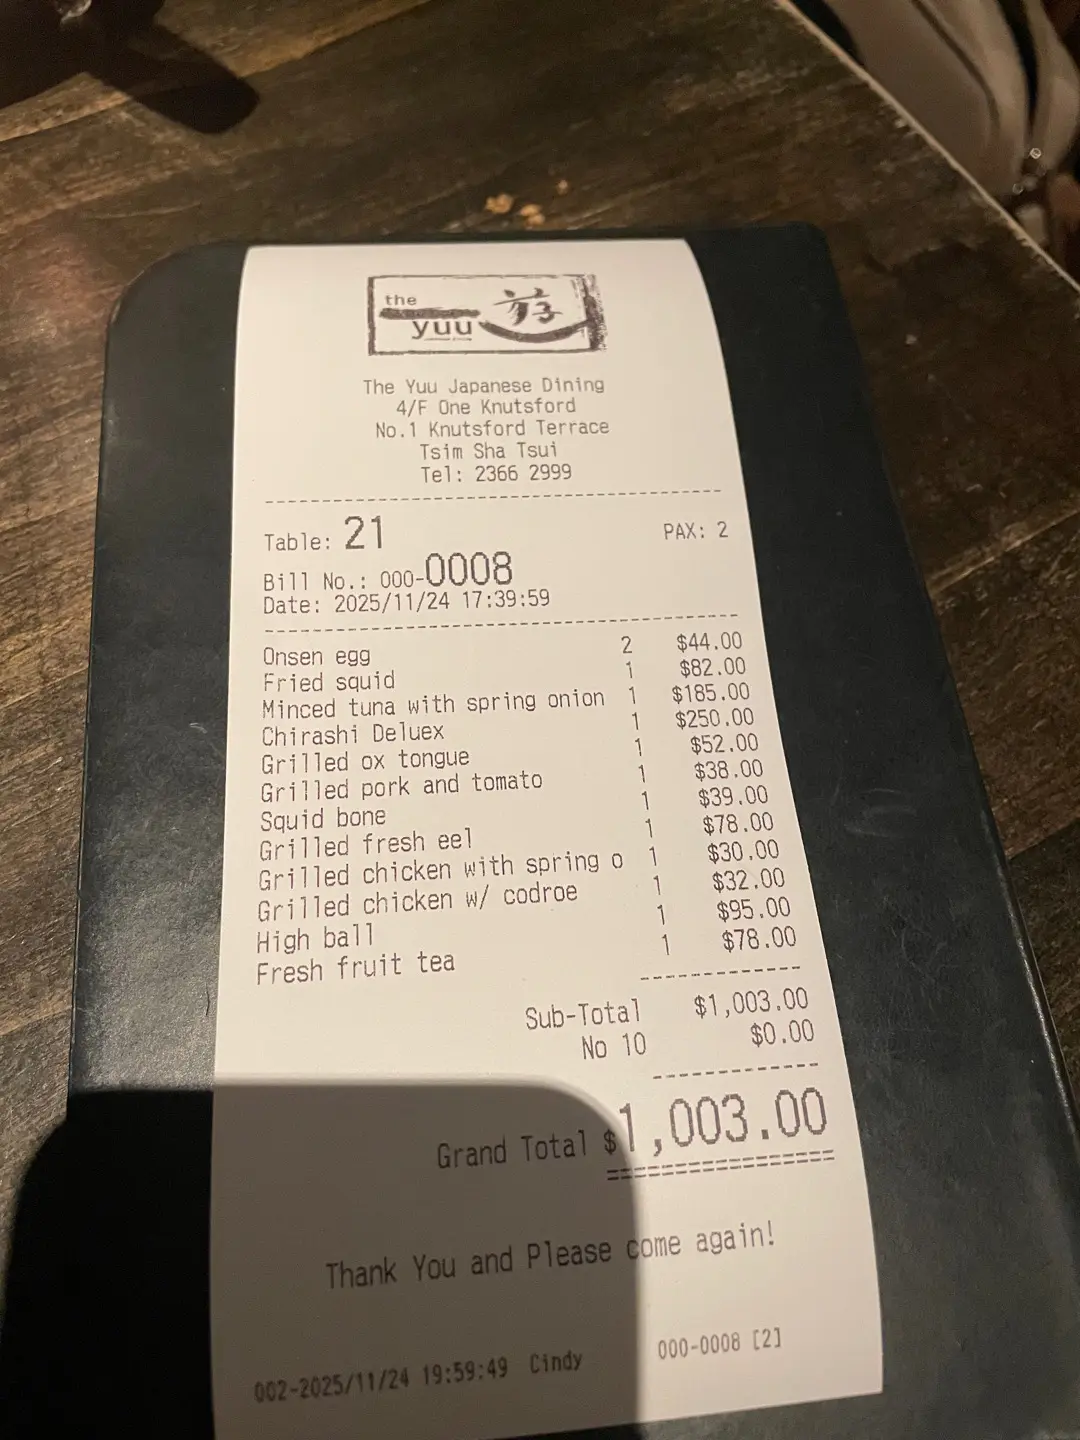 the
yuu 遊
The Yuu Japanese Dining
4/F One Knutsford
No.1 Knutsford Terrace
Tsim Sha Tsui
Tel: 2366 2999
Table: 21 PAX: 2
Bill No.: 000-0008
Date: 2025/11/24 17:39:59
Onsen egg 2 $44.00
Fried squid 1 $82.00
Minced tuna with spring onion 1 $185.00
Chirashi Deluex 1 $250.00
Grilled ox tongue 1 $52.00
Grilled pork and tomato 1 $38.00
Squid bone 1 $39.00
Grilled fresh eel 1 $78.00
Grilled chicken with spring o 1 $30.00
Grilled chicken w/ codroe 1 $32.00
High ball 1 $95.00
Fresh fruit tea 1 $78.00
Sub-Total $1,003.00
No 10 $0.00
Grand Total $1,003.00
Thank You and Please come again!
002-2025/11/24 19:59:49 Cindy 000-0008 [2]